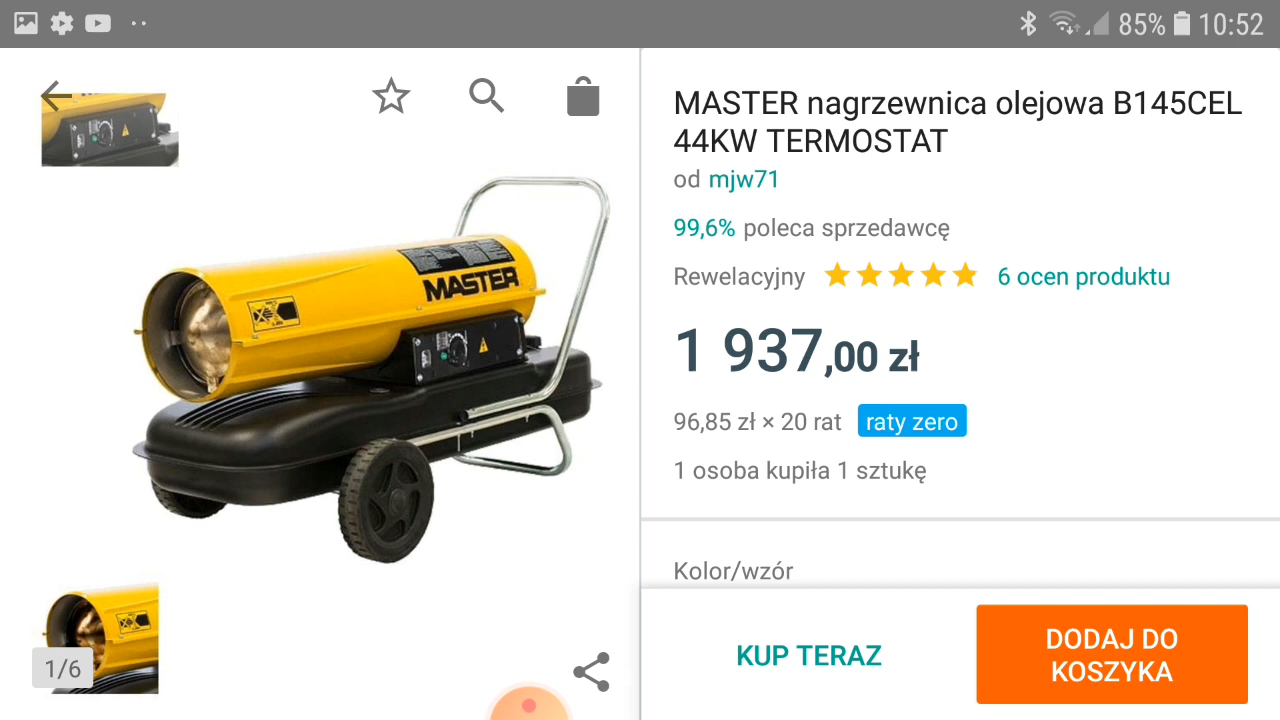 85% 10:52
MASTER
1/6
MASTER nagrzewnica olejowa B145CEL
44KW TERMOSTAT
od mjw71
99,6% poleca sprzedawcę
Rewelacyjny 6 ocen produktu
1 937,00 zł
96,85 zł × 20 rat raty zero
1 osoba kupiła 1 sztukę
Kolor/wzór
KUP TERAZ
DODAJ DO
KOSZYKA